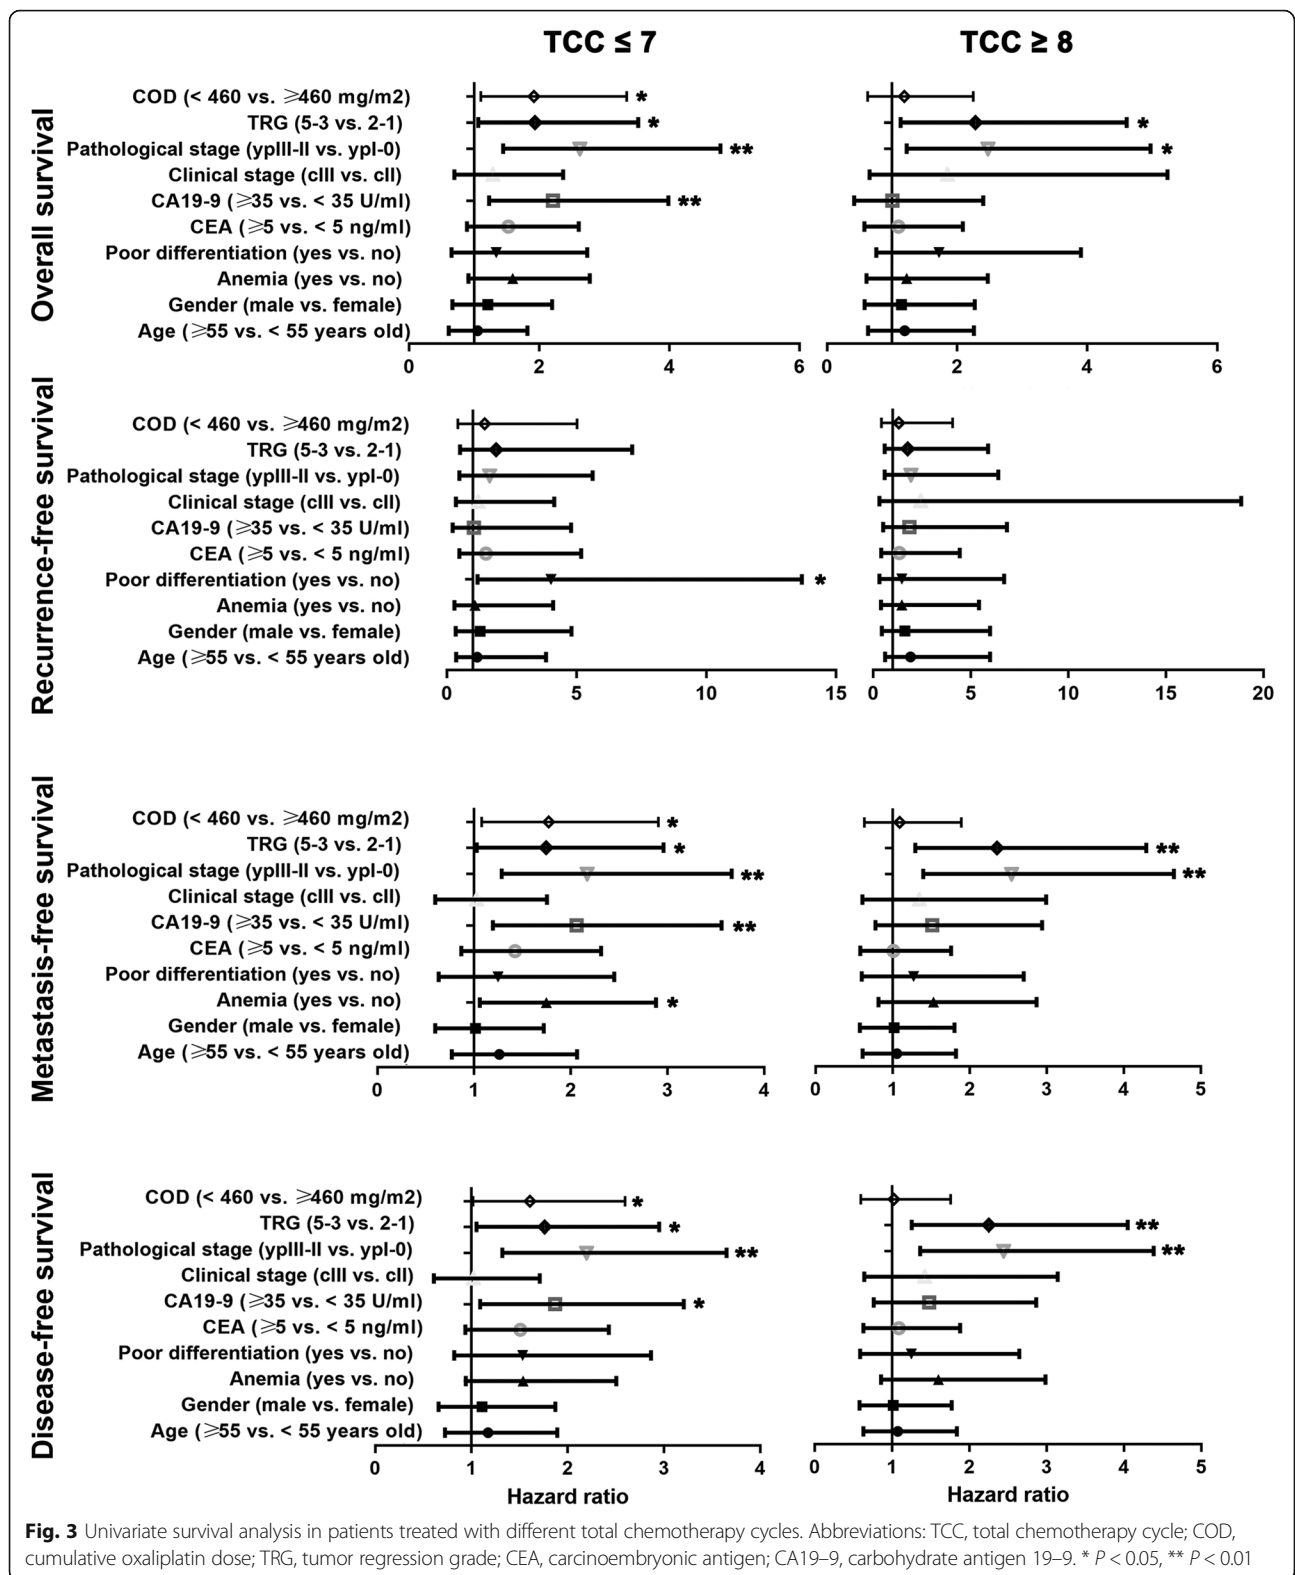 TCC ≤ 7
TCC ≥ 8
Overall survival
COD (< 460 vs. ≥460 mg/m2)
*
TRG (5-3 vs. 2-1)
*
*
Pathological stage (ypIII-II vs. ypI-0)
**
*
Clinical stage (cIII vs. cII)
CA19-9 (≥35 vs. < 35 U/ml)
**
CEA (≥5 vs. < 5 ng/ml)
Poor differentiation (yes vs. no)
Anemia (yes vs. no)
Gender (male vs. female)
Age (≥55 vs. < 55 years old)
0 2 4 6
0 2 4 6
Recurrence-free survival
COD (< 460 vs. ≥460 mg/m2)
TRG (5-3 vs. 2-1)
Pathological stage (ypIII-II vs. ypI-0)
Clinical stage (cIII vs. cII)
CA19-9 (≥35 vs. < 35 U/ml)
CEA (≥5 vs. < 5 ng/ml)
Poor differentiation (yes vs. no)
*
Anemia (yes vs. no)
Gender (male vs. female)
Age (≥55 vs. < 55 years old)
0 5 10 15
0 5 10 15 20
Metastasis-free survival
COD (< 460 vs. ≥460 mg/m2)
*
TRG (5-3 vs. 2-1)
*
**
Pathological stage (ypIII-II vs. ypI-0)
**
**
Clinical stage (cIII vs. cII)
CA19-9 (≥35 vs. < 35 U/ml)
**
CEA (≥5 vs. < 5 ng/ml)
Poor differentiation (yes vs. no)
Anemia (yes vs. no)
*
Gender (male vs. female)
Age (≥55 vs. < 55 years old)
0 1 2 3 4
0 1 2 3 4 5
Disease-free survival
COD (< 460 vs. ≥460 mg/m2)
*
TRG (5-3 vs. 2-1)
*
**
Pathological stage (ypIII-II vs. ypI-0)
**
**
Clinical stage (cIII vs. cII)
CA19-9 (≥35 vs. < 35 U/ml)
*
CEA (≥5 vs. < 5 ng/ml)
Poor differentiation (yes vs. no)
Anemia (yes vs. no)
Gender (male vs. female)
Age (≥55 vs. < 55 years old)
0 1 2 3 4
0 1 2 3 4 5
Hazard ratio
Hazard ratio
Fig. 3 Univariate survival analysis in patients treated with different total chemotherapy cycles. Abbreviations: TCC, total chemotherapy cycle; COD,
cumulative oxaliplatin dose; TRG, tumor regression grade; CEA, carcinoembryonic antigen; CA19–9, carbohydrate antigen 19–9. * P < 0.05, ** P < 0.01